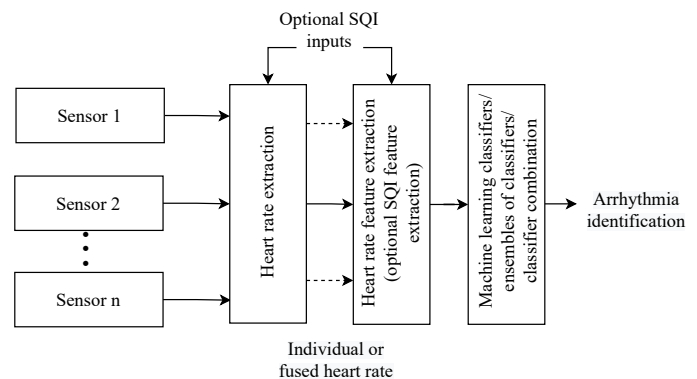 Optional SQI
inputs
Sensor 1
Sensor 2
Sensor n
Heart rate extraction
Heart rate feature extraction
(optional SQI feature
extraction)
Machine learning classifiers/
ensembles of classifiers/
classifier combination
Arrhythmia
identification
Individual or
fused heart rate